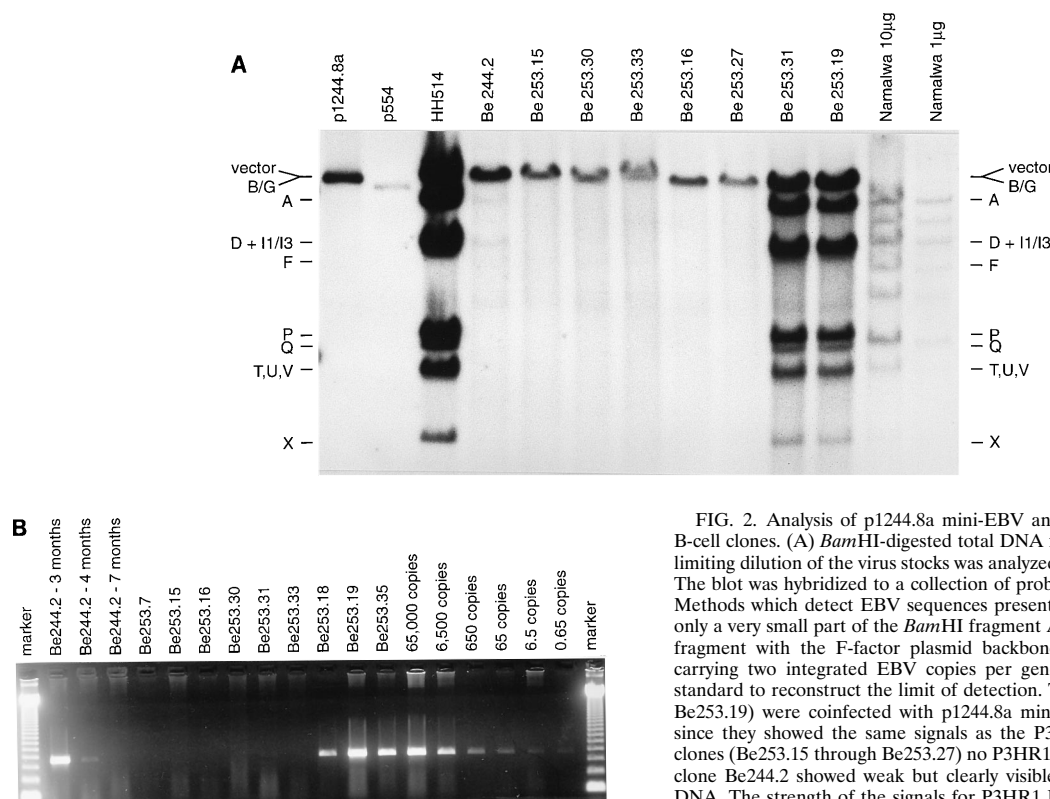 A
p1244.8a
p554
HH514
Be 244.2
Be 253.15
Be 253.30
Be 253.33
Be 253.16
Be 253.27
Be 253.31
Be 253.19
Namalwa 10µg
Namalwa 1µg
vector
B/G
A
D + I1/I3
F
P
Q
T,U,V
X
vector
B/G
A
D + I1/I3
F
P
Q
T,U,V
X
B
marker
Be244.2 - 3 months
Be244.2 - 4 months
Be244.2 - 7 months
Be253.7
Be253.15
Be253.16
Be253.30
Be253.31
Be253.33
Be253.18
Be253.19
Be253.35
65,000 copies
6,500 copies
650 copies
65 copies
6.5 copies
0.65 copies
marker
FIG. 2. Analysis of p1244.8a mini-EBV an
B-cell clones. (A) BamHI-digested total DNA
limiting dilution of the virus stocks was analyzed
The blot was hybridized to a collection of prob
Methods which detect EBV sequences present
only a very small part of the BamHI fragment
fragment with the F-factor plasmid backbon
carrying two integrated EBV copies per gen
standard to reconstruct the limit of detection.
Be253.19) were coinfected with p1244.8a min
since they showed the same signals as the P3
clones (Be253.15 through Be253.27) no P3HR1
clone Be244.2 showed weak but clearly visible
DNA. The strength of the signals for P3HR1